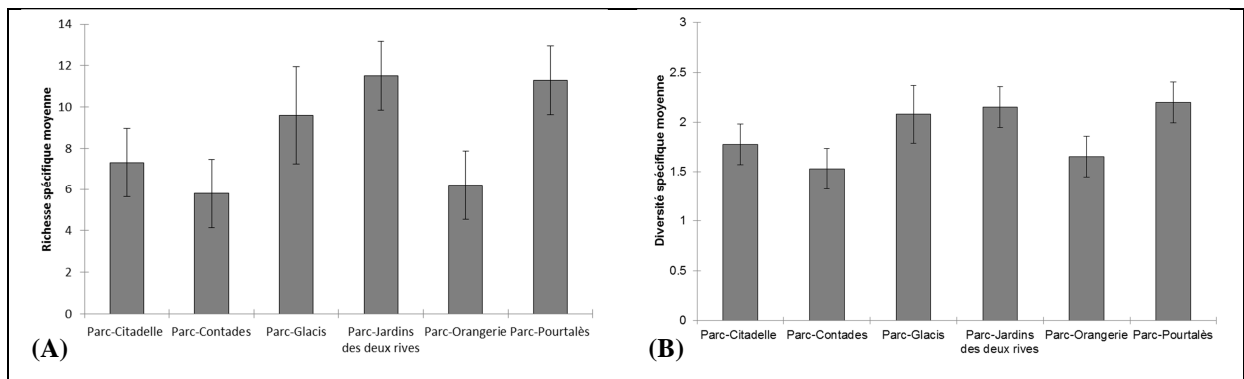 Richesse spécifique moyenne
14
12
10
8
6
4
2
0
Parc-Citadelle Parc-Contades Parc-Glacis Parc-Jardins Parc-Orangerie Parc-Pourtalès
des deux rives
(A)
Diversité spécifique moyenne
3
2.5
2
1.5
1
0.5
0
Parc-Citadelle Parc-Contades Parc-Glacis Parc-Jardins Parc-Orangerie Parc-Pourtalès
des deux rives
(B)